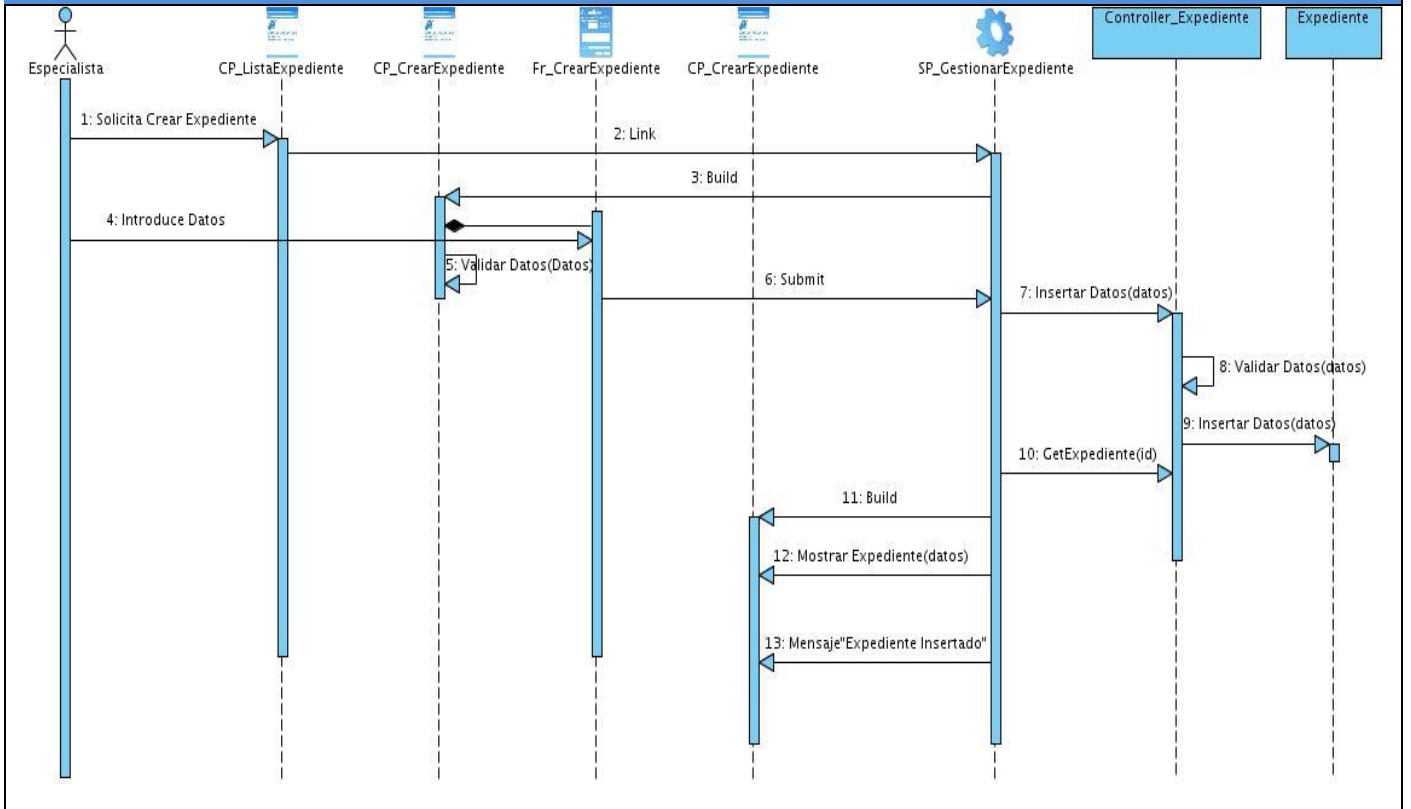 Especialista
CP_ListaExpediente
CP_CrearExpediente
Fr_CrearExpediente
CP_CrearExpediente
SP_GestionarExpediente
Controller_Expediente
Expediente
1: Solicita Crear Expediente
2: Link
3: Build
4: Introduce Datos
5: Validar Datos(Datos)
6: Submit
7: Insertar Datos(datos)
8: Validar Datos(datos)
9: Insertar Datos(datos)
10: GetExpediente(id)
11: Build
12: Mostrar Expediente(datos)
13: Mensaje"Expediente Insertado"